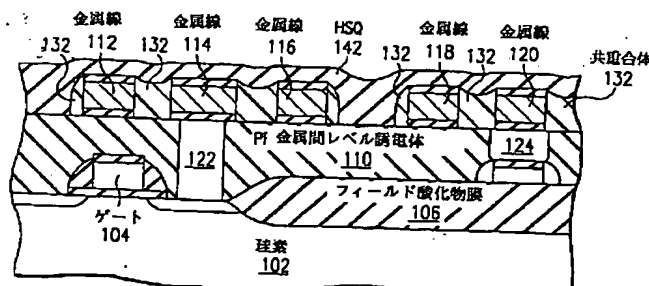 金属線 金属線 金属線 HSQ 金属線 金属線
132 112 132 114 116 142 132 118 132 120 共重合体
132
Pf 金属間レベル誘電体
122 110 124
ゲート フィールド酸化物膜
104 106
珪素
102